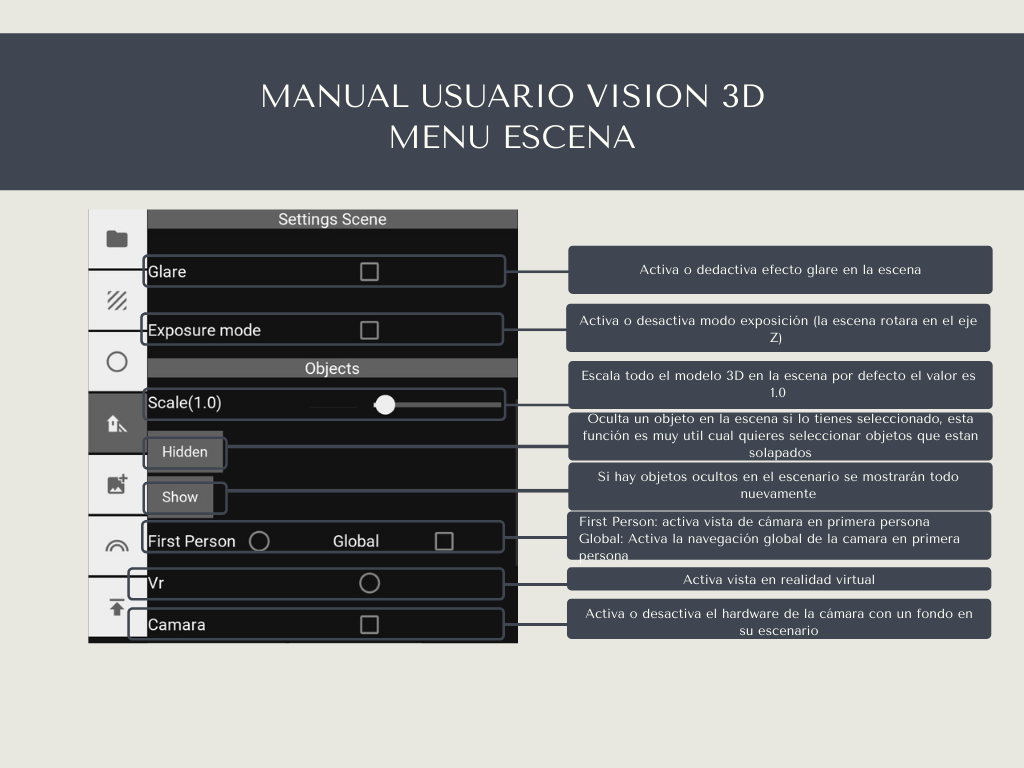 MANUAL USUARIO VISION 3D
MENU ESCENA
Settings Scene
Glare
Activa o dedactiva efecto glare en la escena
Exposure mode
Activa o desactiva modo exposición (la escena rotara en el eje
Z)
Objects
Scale(1.0)
Escala todo el modelo 3D en la escena por defecto el valor es
1.0
Hidden
Oculta un objeto en la escena si lo tienes seleccionado, esta
función es muy util cual quieres seleccionar objetos que estan
solapados
Show
Si hay objetos ocultos en el escenario se mostrarán todo
nuevamente
First Person Global
First Person: activa vista de cámara en primera persona
Global: Activa la navegación global de la camara en primera
persona
Vr
Activa vista en realidad virtual
Camara
Activa o desactiva el hardware de la cámara con un fondo en
su escenario